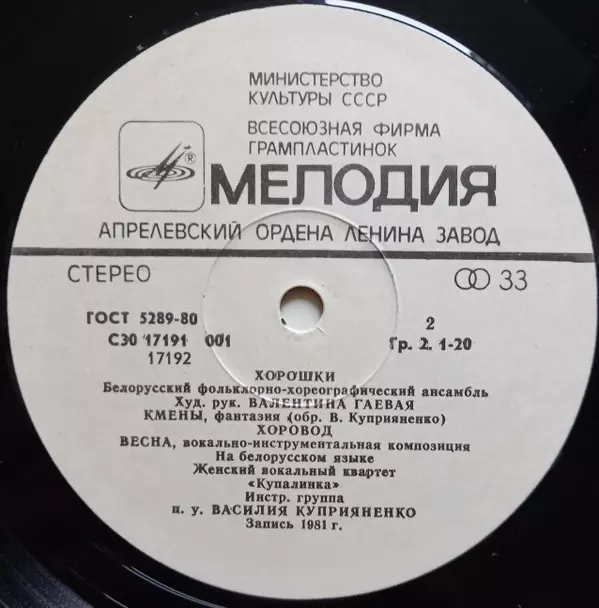 МИНИСТЕРСТВО
КУЛЬТУРЫ СССР
ВСЕСОЮЗНАЯ ФИРМА
ГРАМПЛАСТИНОК
®
МЕЛОДИЯ
АПРЕЛЕВСКИЙ ОРДЕНА ЛЕНИНА ЗАВОД
СТЕРЕО 33
ГОСТ 5289-80 2
С30 17191 001 Гр. 2. 1-20
17192
ХОРОШКИ
Белорусский фольклорно-хореографический ансамбль
Худ. рук. ВАЛЕНТИНА ГАЕВАЯ
КМЕНЫ, фантазия (обр. В. Куприяненко)
ХОРОВОД
ВЕСНА, вокально-инструментальная композиция
На белорусском языке
Женский вокальный квартет
«Купалинка»
Инстр. группа
п. у. ВАСИЛИЯ КУПРИЯНЕНКО
Запись 1981 г.